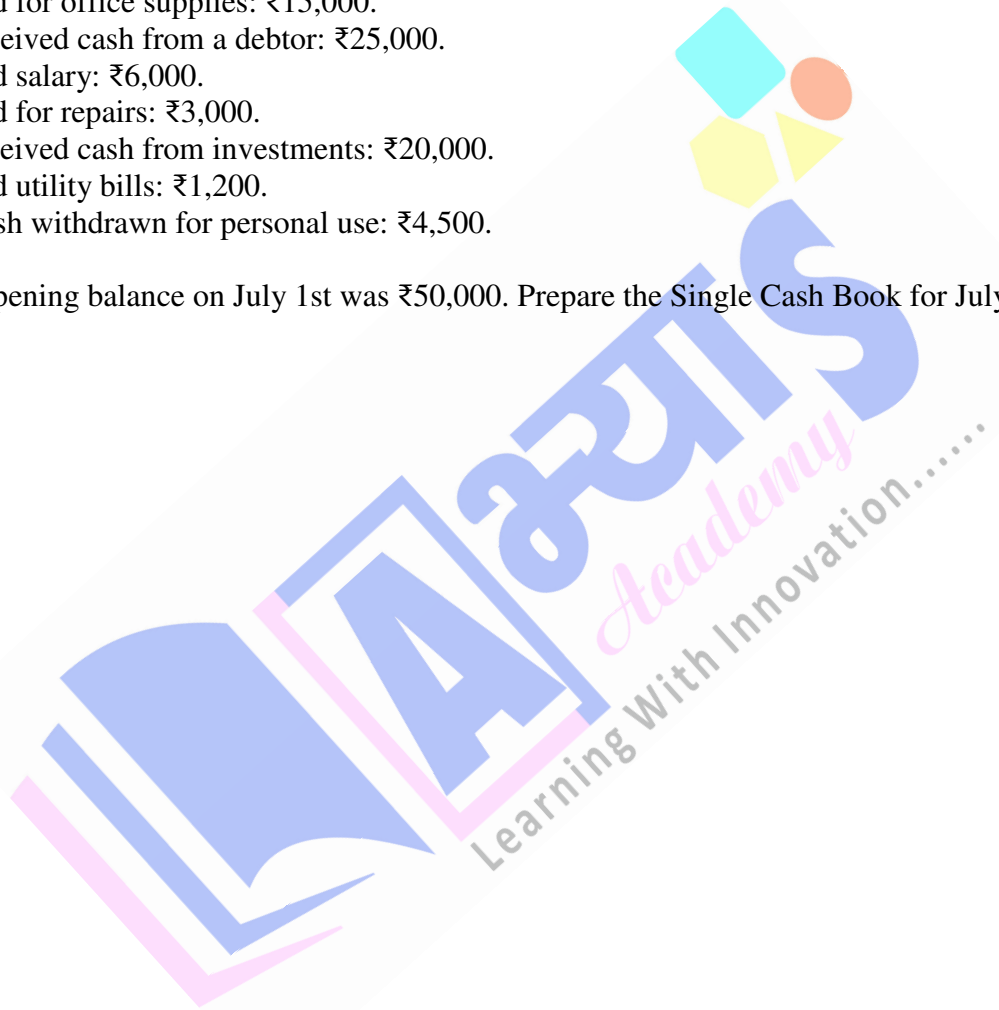 d for office supplies: ₹15,000.
eived cash from a debtor: ₹25,000.
d salary: ₹6,000.
d for repairs: ₹3,000.
eived cash from investments: ₹20,000.
d utility bills: ₹1,200.
sh withdrawn for personal use: ₹4,500.
pening balance on July 1st was ₹50,000. Prepare the Single Cash Book for July
Aभ्याS
Academy
Learning With Innovation......